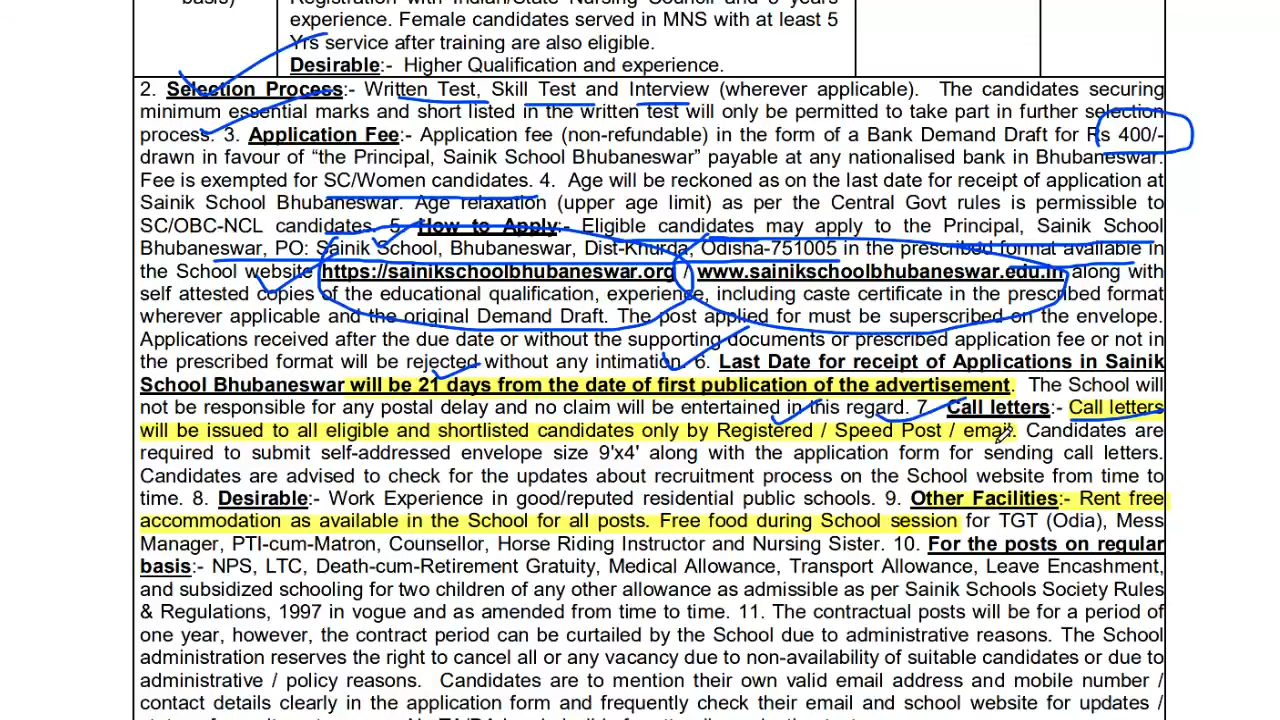 basis) Registration with Indian/State Nursing Council and 5 years
experience. Female candidates served in MNS with at least 5
Yrs service after training are also eligible.
Desirable:- Higher Qualification and experience.
2. Selection Process:- Written Test, Skill Test and Interview (wherever applicable). The candidates securing
minimum essential marks and short listed in the written test will only be permitted to take part in further selection
process. 3. Application Fee:- Application fee (non-refundable) in the form of a Bank Demand Draft for Rs 400/-
drawn in favour of “the Principal, Sainik School Bhubaneswar” payable at any nationalised bank in Bhubaneswar.
Fee is exempted for SC/Women candidates. 4. Age will be reckoned as on the last date for receipt of application at
Sainik School Bhubaneswar. Age relaxation (upper age limit) as per the Central Govt rules is permissible to
SC/OBC-NCL candidates. 5. How to Apply:- Eligible candidates may apply to the Principal, Sainik School
Bhubaneswar, PO: Sainik School, Bhubaneswar, Dist-Khurda, Odisha-751005 in the prescribed format available in
the School website https://sainikschoolbhubaneswar.org / www.sainikschoolbhubaneswar.edu.in along with
self attested copies of the educational qualification, experience, including caste certificate in the prescribed format
wherever applicable and the original Demand Draft. The post applied for must be superscribed on the envelope.
Applications received after the due date or without the supporting documents or prescribed application fee or not in
the prescribed format will be rejected without any intimation. 6. Last Date for receipt of Applications in Sainik
School Bhubaneswar will be 21 days from the date of first publication of the advertisement. The School will
not be responsible for any postal delay and no claim will be entertained in this regard. 7. Call letters:- Call letters
will be issued to all eligible and shortlisted candidates only by Registered / Speed Post / email. Candidates are
required to submit self-addressed envelope size 9'x4' along with the application form for sending call letters.
Candidates are advised to check for the updates about recruitment process on the School website from time to
time. 8. Desirable:- Work Experience in good/reputed residential public schools. 9. Other Facilities:- Rent free
accommodation as available in the School for all posts. Free food during School session for TGT (Odia), Mess
Manager, PTI-cum-Matron, Counsellor, Horse Riding Instructor and Nursing Sister. 10. For the posts on regular
basis:- NPS, LTC, Death-cum-Retirement Gratuity, Medical Allowance, Transport Allowance, Leave Encashment,
and subsidized schooling for two children of any other allowance as admissible as per Sainik Schools Society Rules
& Regulations, 1997 in vogue and as amended from time to time. 11. The contractual posts will be for a period of
one year, however, the contract period can be curtailed by the School due to administrative reasons. The School
administration reserves the right to cancel all or any vacancy due to non-availability of suitable candidates or due to
administrative / policy reasons. Candidates are to mention their own valid email address and mobile number /
contact details clearly in the application form and frequently check their email and school website for updates /